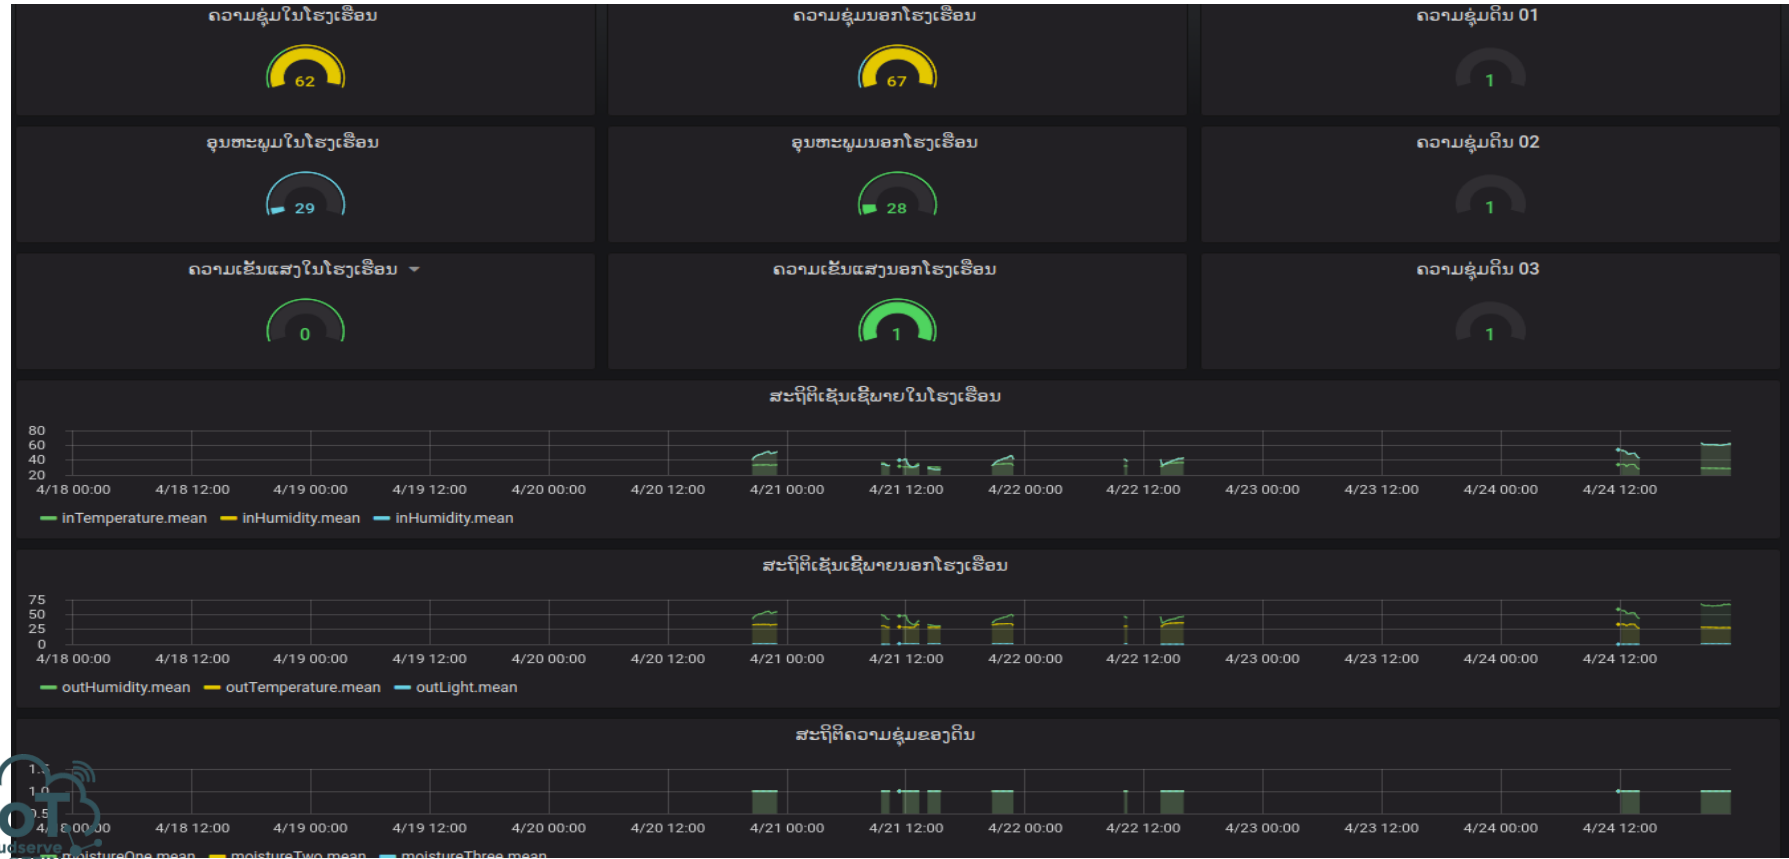 ຄວາມຊຸ່ມໃນໂຮງເຮືອນ
ຄວາມຊຸ່ມນອກໂຮງເຮືອນ
ຄວາມຊຸ່ມດິນ 01
62
67
1
ອຸນຫະພູມໃນໂຮງເຮືອນ
ອຸນຫະພູມນອກໂຮງເຮືອນ
ຄວາມຊຸ່ມດິນ 02
29
28
1
ຄວາມເຂັ້ນແສງໃນໂຮງເຮືອນ
ຄວາມເຂັ້ນແສງນອກໂຮງເຮືອນ
ຄວາມຊຸ່ມດິນ 03
0
1
1
ສະຖິຕິເຊັນເຊີ້ພາຍໃນໂຮງເຮືອນ
80
60
40
20
4/18 00:00 4/18 12:00 4/19 00:00 4/19 12:00 4/20 00:00 4/20 12:00 4/21 00:00 4/21 12:00 4/22 00:00 4/22 12:00 4/23 00:00 4/23 12:00 4/24 00:00 4/24 12:00
inTemperature.mean inHumidity.mean inHumidity.mean
ສະຖິຕິເຊັນເຊີ້ພາຍນອກໂຮງເຮືອນ
75
50
25
0
4/18 00:00 4/18 12:00 4/19 00:00 4/19 12:00 4/20 00:00 4/20 12:00 4/21 00:00 4/21 12:00 4/22 00:00 4/22 12:00 4/23 00:00 4/23 12:00 4/24 00:00 4/24 12:00
outHumidity.mean outTemperature.mean outLight.mean
ສະຖິຕິຄວາມຊຸ່ມຂອງດິນ
1.5
1.0
0.5
4/18 00:00 4/18 12:00 4/19 00:00 4/19 12:00 4/20 00:00 4/20 12:00 4/21 00:00 4/21 12:00 4/22 00:00 4/22 12:00 4/23 00:00 4/23 12:00 4/24 00:00 4/24 12:00
moistureOne.mean moistureTwo.mean moistureThree.mean